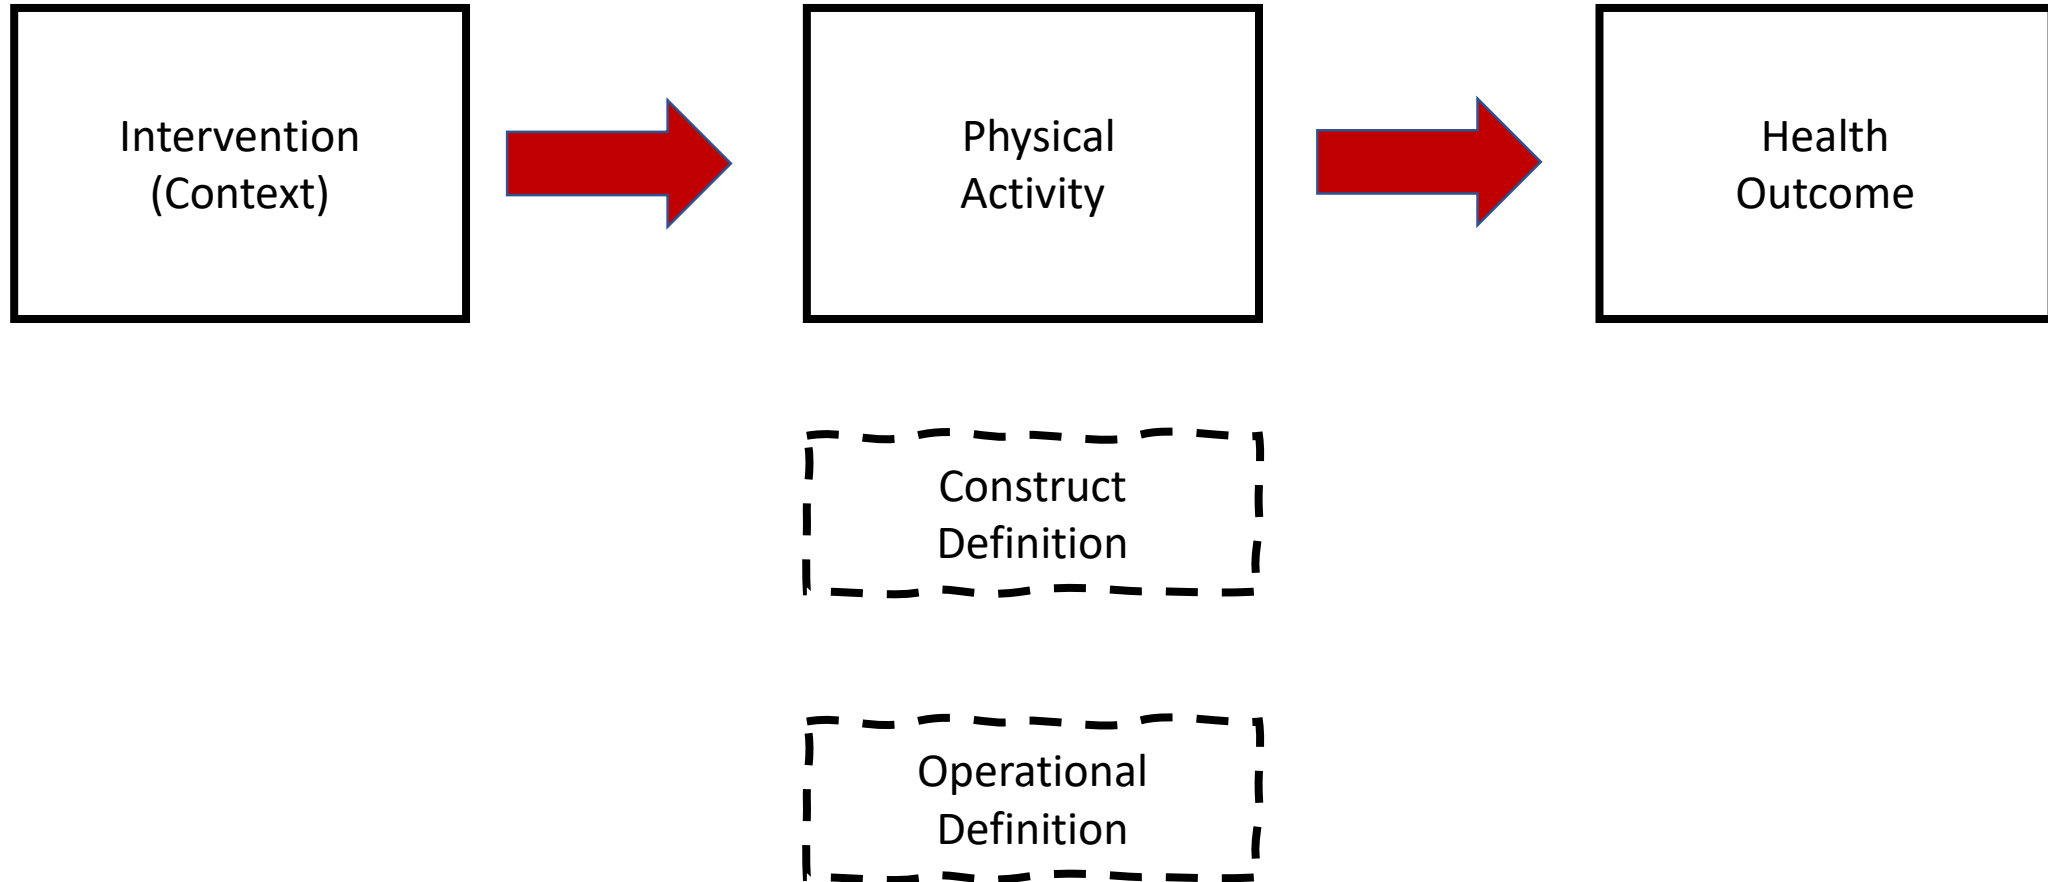 Intervention
(Context)
Physical
Activity
Health
Outcome
Construct
Definition
Operational
Definition